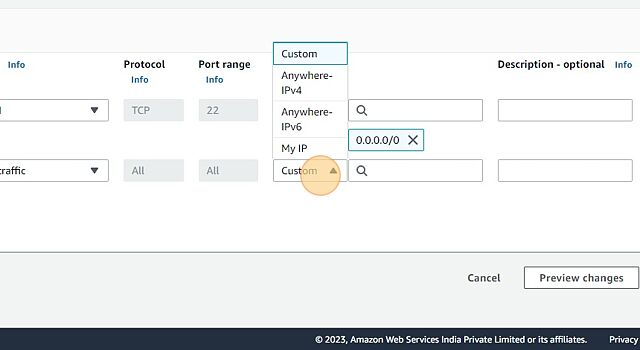 Custom
Info
Protocol
Port range
Description - optional
Info
Info
Info
Anywhere-
IPv4
TCP
22
Anywhere-
IPv6
0.0.0.0/0
My IP
traffic
All
All
Custom
Cancel
Preview changes
© 2023, Amazon Web Services India Private Limited or its affiliates.
Privacy